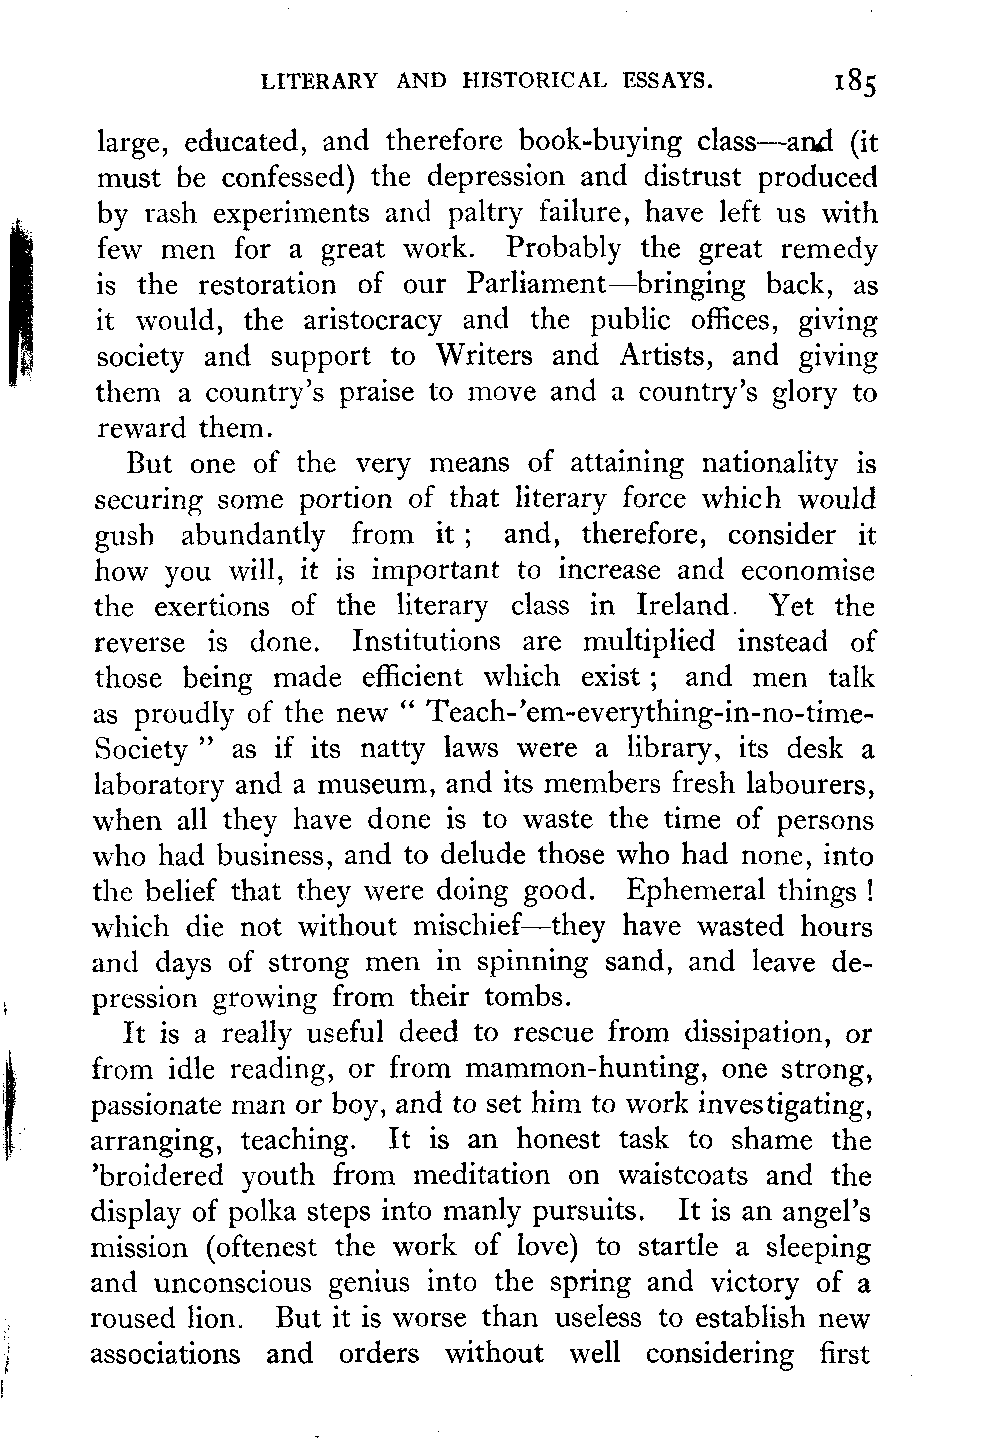 LITERARY AND HISTORICAL ESSAYS. 185
large, educated, and therefore book-buying class—and (it
must be confessed) the depression and distrust produced
by rash experiments and paltry failure, have left us with
few men for a great work. Probably the great remedy
is the restoration of our Parliament—bringing back, as
it would, the aristocracy and the public offices, giving
society and support to Writers and Artists, and giving
them a country's praise to move and a country's glory to
reward them.
But one of the very means of attaining nationality is
securing some portion of that literary force which would
gush abundantly from it ; and, therefore, consider it
how you will, it is important to increase and economise
the exertions of the literary class in Ireland. Yet the
reverse is done. Institutions are multiplied instead of
those being made efficient which exist ; and men talk
as proudly of the new “ Teach-'em-everything-in-no-time-
Society ” as if its natty laws were a library, its desk a
laboratory and a museum, and its members fresh labourers,
when all they have done is to waste the time of persons
who had business, and to delude those who had none, into
the belief that they were doing good. Ephemeral things !
which die not without mischief—they have wasted hours
and days of strong men in spinning sand, and leave de-
pression growing from their tombs.
It is a really useful deed to rescue from dissipation, or
from idle reading, or from mammon-hunting, one strong,
passionate man or boy, and to set him to work investigating,
arranging, teaching. It is an honest task to shame the
'broidered youth from meditation on waistcoats and the
display of polka steps into manly pursuits. It is an angel's
mission (oftenest the work of love) to startle a sleeping
and unconscious genius into the spring and victory of a
roused lion. But it is worse than useless to establish new
associations and orders without well considering first